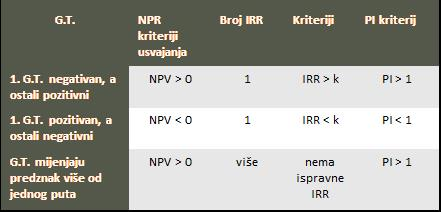 G.T. NPR kriteriji usvajanja Broj IRR Kriteriji PI kriterij
1. G.T. negativan, a ostali pozitivni NPV > 0 1 IRR > k PI > 1
1. G.T. pozitivan, a ostali negativni NPV < 0 1 IRR < k PI < 1
G.T. mijenjaju predznak više od jednog puta NPV > 0 više nema ispravne IRR PI > 1